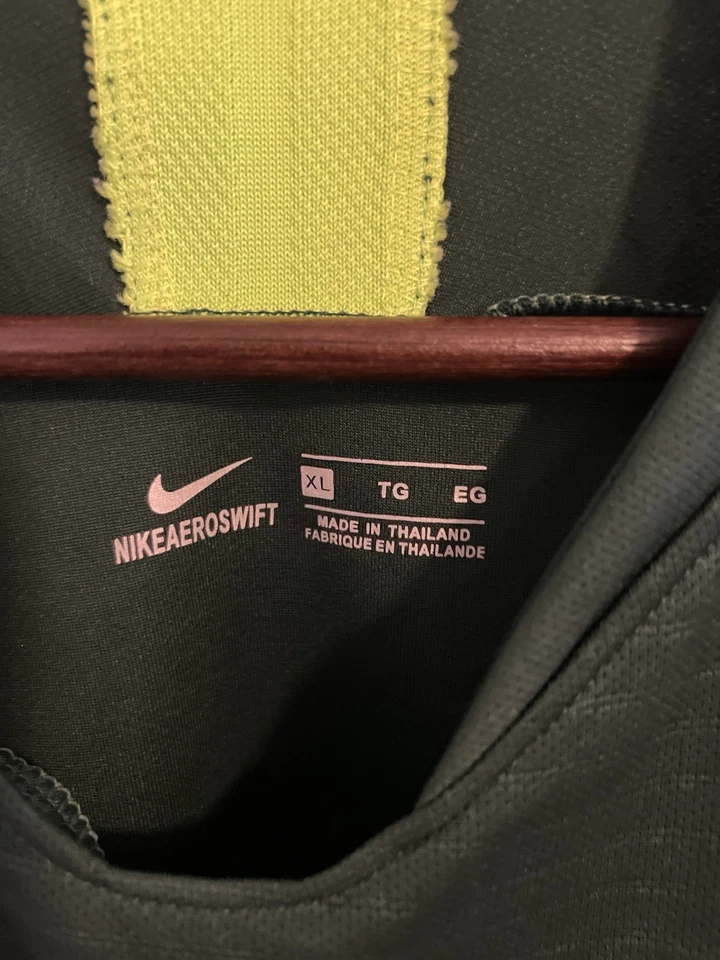 NIKEAEROSWIFT
XL TG EG
MADE IN THAILAND
FABRIQUE EN THAILANDE